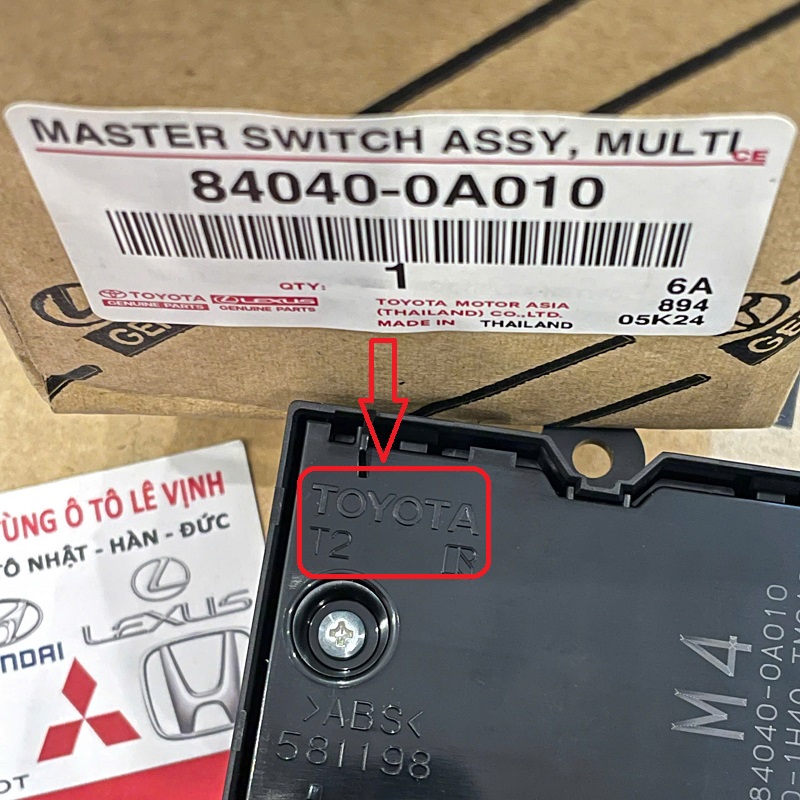 MASTER SWITCH ASSY, MULTI
CE
84040-0A010
QTY: 1
6A
TOYOTA LEXUS
GENUINE PARTS GENUINE PARTS
TOYOTA MOTOR ASIA
(THAILAND) CO.,LTD.
894
MADE IN THAILAND
05K24
TOYOTA
T2 R
>ABS<
581198
M4
84040-0A010
TÙNG Ô TÔ LÊ VỊNH
TÔ NHẬT - HÀN - ĐỨC
LEXUS